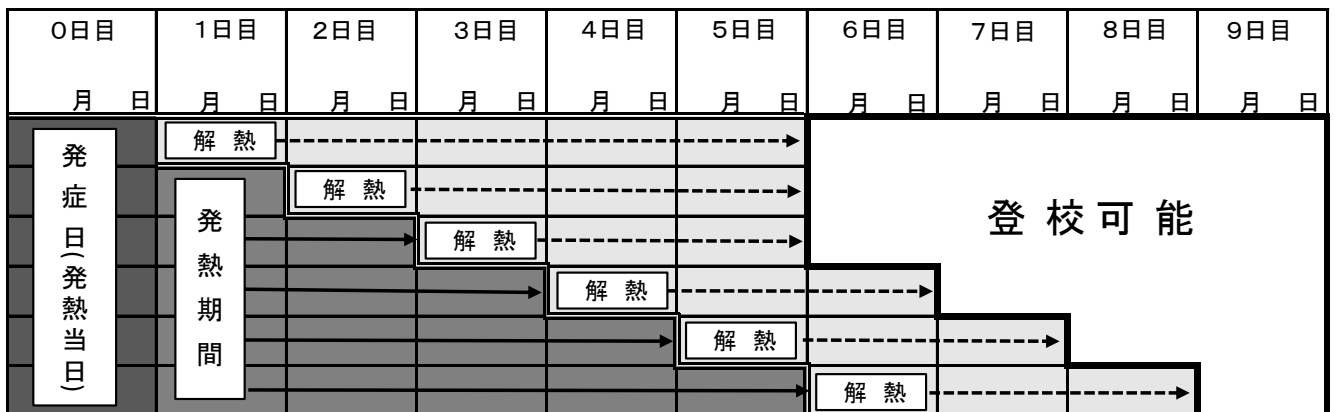 0日目 1日目 2日目 3日目 4日目 5日目 6日目 7日目 8日目 9日目
月 日 月 日 月 日 月 日 月 日 月 日 月 日 月 日 月 日 月 日
発症日(発熱当日)
発熱期間
解熱
解熱
解熱
解熱
解熱
解熱
登校可能